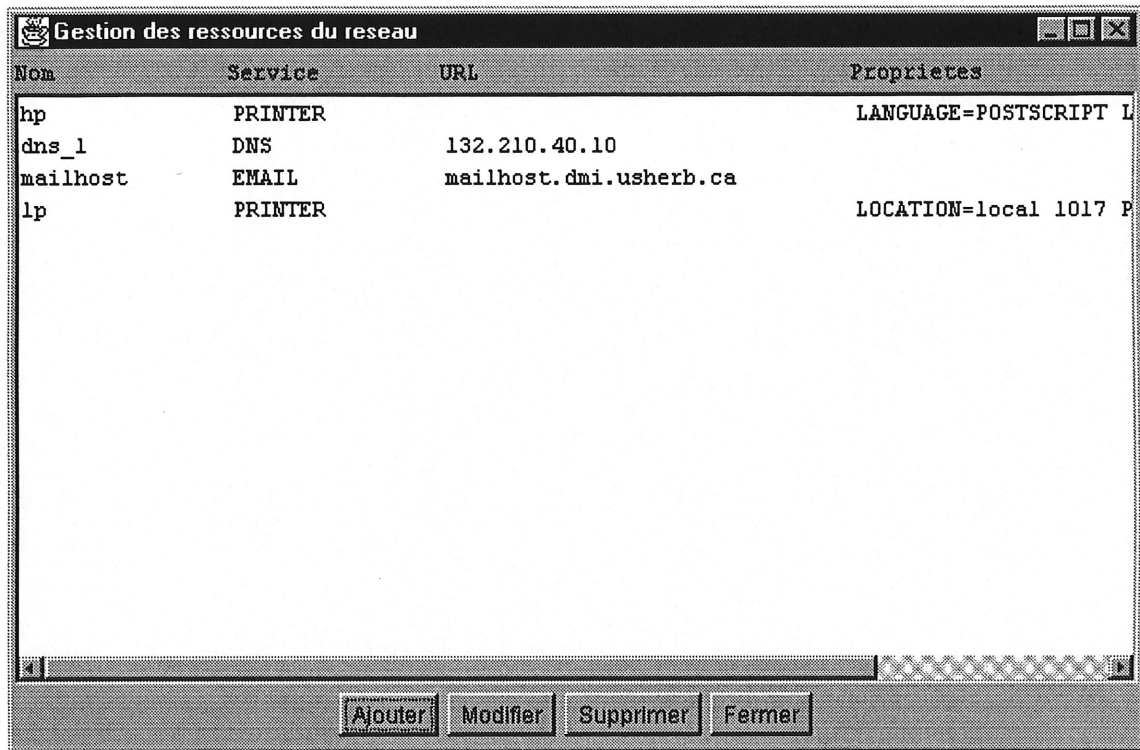 Gestion des ressources du reseau
Nom Service URL Proprietes
hp PRINTER LANGUAGE=POSTSCRIPT L
dns_1 DNS 132.210.40.10
mailhost EMAIL mailhost.dmi.usherb.ca
lp PRINTER LOCATION=local 1017 P
Ajouter Modifier Supprimer Fermer